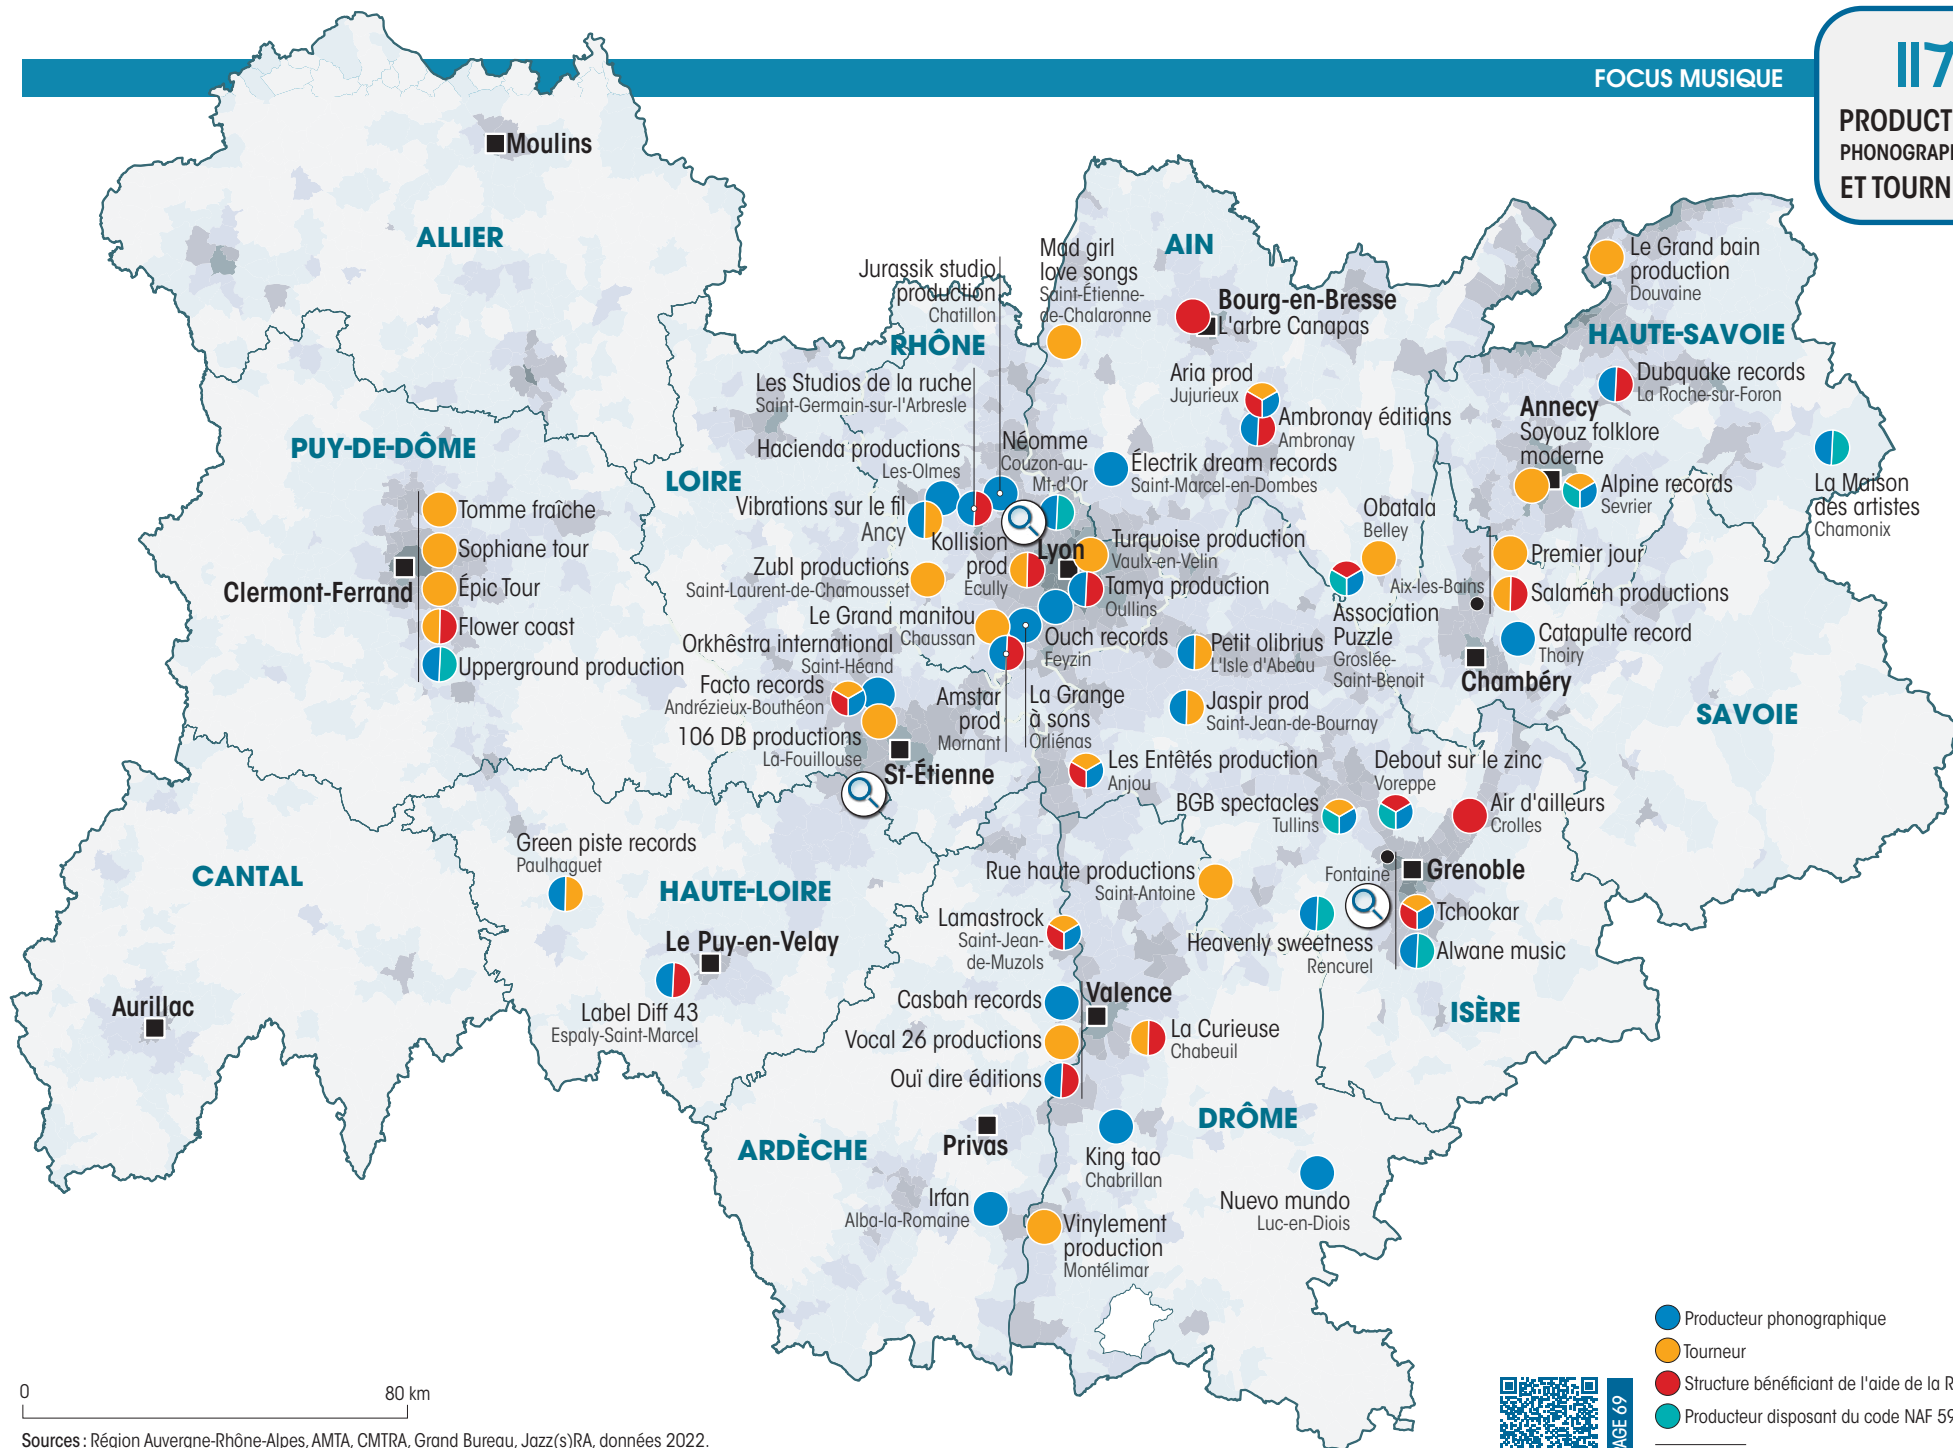 FOCUS MUSIQUE
117
PRODUCT
PHONOGRAPH
ET TOURN
Moulins
ALLIER
AIN
Mad girl
love songs
Saint-Étienne-
de-Chalaronne
Jurassik studio
production
Chatillon
RHÔNE
Bourg-en-Bresse
L'arbre Canapas
Le Grand bain
production
Douvaine
HAUTE-SAVOIE
Dubquake records
La Roche-sur-Foron
Les Studios de la ruche
Saint-Germain-sur-l'Arbresle
Aria prod
Jujurieux
Ambronay éditions
Ambronay
Annecy
Soyouz folklore
moderne
Alpine records
Sevrier
La Maison
des artistes
Chamonix
PUY-DE-DÔME
LOIRE
Hacienda productions
Les-Olmes
Néomme
Couzon-au-
Mt-d'Or
Électrik dream records
Saint-Marcel-en-Dombes
Vibrations sur le fil
Ancy
Kollision
prod
Ecully
Lyon
Turquoise production
Vaulx-en-Velin
Obatala
Belley
Tomme fraîche
Sophiane tour
Épic Tour
Flower coast
Upperground production
Clermont-Ferrand
Zubl productions
Saint-Laurent-de-Chamousset
Tamya production
Oullins
Aix-les-Bains
Premier jour
Salamah productions
Le Grand manitou
Chaussan
Ouch records
Feyzin
Association
Puzzle
Groslée-
Saint-Benoit
Catapulte record
Thoiry
Chambéry
Orkhêstra international
Saint-Héand
Petit olibrius
L'Isle d'Abeau
Facto records
Andrézieux-Bouthéon
Amstar
prod
Mornant
La Grange
à sons
Orliénas
Jaspir prod
Saint-Jean-de-Bournay
SAVOIE
106 DB productions
La-Fouillouse
St-Étienne
Les Entêtés production
Anjou
Debout sur le zinc
Voreppe
BGB spectacles
Tullins
Air d'ailleurs
Crolles
Green piste records
Paulhaguet
CANTAL
HAUTE-LOIRE
Rue haute productions
Saint-Antoine
Fontaine
Grenoble
Tchookar
Alwane music
Lamastrock
Saint-Jean-
de-Muzols
Heavenly sweetness
Rencurel
Le Puy-en-Velay
Label Diff 43
Espaly-Saint-Marcel
Aurillac
Casbah records
Valence
Vocal 26 productions
La Curieuse
Chabeuil
Ouï dire éditions
ISÈRE
DRÔME
Privas
ARDÈCHE
King tao
Chabrillan
Irfan
Alba-la-Romaine
Nuevo mundo
Luc-en-Diois
Vinylement
production
Montélimar
Producteur phonographique
Tourneur
Structure bénéficiant de l'aide de la R
Producteur disposant du code NAF 59
AGE 69
0
80 km
Sources : Région Auvergne-Rhône-Alpes, AMTA, CMTRA, Grand Bureau, Jazz(s)RA, données 2022.